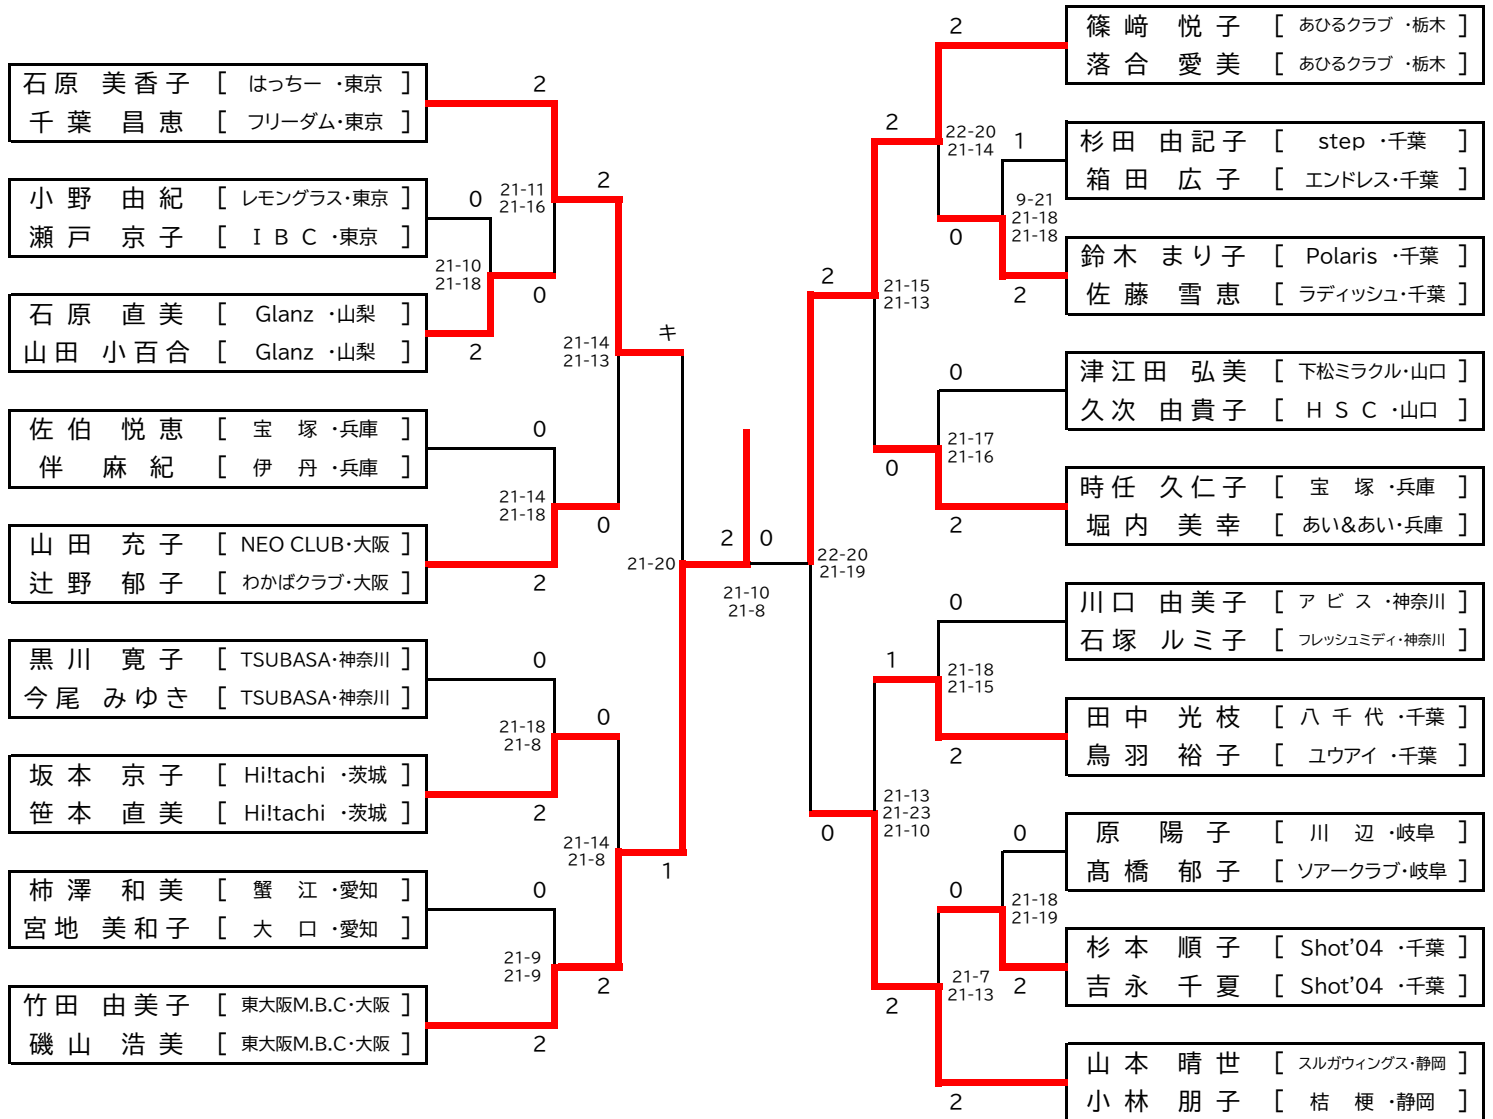 石原 美香子 [ はっちー ・東京 ]
千葉 昌恵 [ フリーダム・東京 ]
小野 由紀 [ レモングラス・東京 ]
瀬戸 京子 [ I B C ・東京 ]
石原 直美 [ Glanz ・山梨 ]
山田 小百合 [ Glanz ・山梨 ]
佐伯 悦恵 [ 宝 塚 ・兵庫 ]
伴 麻紀 [ 伊 丹 ・兵庫 ]
山田 充子 [ NEO CLUB・大阪 ]
辻野 郁子 [ わかばクラブ・大阪 ]
黒川 寛子 [ TSUBASA・神奈川 ]
今尾 みゆき [ TSUBASA・神奈川 ]
坂本 京子 [ Hi!tachi ・茨城 ]
笹本 直美 [ Hi!tachi ・茨城 ]
柿澤 和美 [ 蟹 江 ・愛知 ]
宮地 美和子 [ 大 口 ・愛知 ]
竹田 由美子 [ 東大阪M.B.C・大阪 ]
磯山 浩美 [ 東大阪M.B.C・大阪 ]
2
0
21-10
21-18
2
21-11
21-16
0
2
0
21-14
21-18
2
21-14
21-13
0
キ
0
21-18
21-8
2
0
0
21-9
21-9
2
21-14
21-8
2
21-20
1
2
0
21-10
21-8
2
22-20
21-19
0
2
21-15
21-13
0
1
21-13
21-23
21-10
2
2
22-20
21-14
0
1
9-21
21-18
21-18
2
0
21-17
21-16
2
0
21-18
21-15
2
0
21-18
21-19
2
0
21-7
21-13
2
篠﨑 悦子 [ あひるクラブ ・栃木 ]
落合 愛美 [ あひるクラブ ・栃木 ]
杉田 由記子 [ step ・千葉 ]
箱田 広子 [ エンドレス・千葉 ]
鈴木 まり子 [ Polaris ・千葉 ]
佐藤 雪恵 [ ラディッシュ・千葉 ]
津江田 弘美 [ 下松ミラクル・山口 ]
久次 由貴子 [ H S C ・山口 ]
時任 久仁子 [ 宝 塚 ・兵庫 ]
堀内 美幸 [ あい&あい・兵庫 ]
川口 由美子 [ ア ビ ス ・神奈川 ]
石塚 ルミ子 [ フレッシュミディ・神奈川 ]
田中 光枝 [ 八 千 代 ・千葉 ]
鳥羽 裕子 [ ユウアイ ・千葉 ]
原 陽子 [ 川 辺 ・岐阜 ]
髙橋 郁子 [ ソアークラブ・岐阜 ]
杉本 順子 [ Shot’04 ・千葉 ]
吉永 千夏 [ Shot’04 ・千葉 ]
山本 晴世 [ スルガウィングス・静岡 ]
小林 朋子 [ 桔 梗 ・静岡 ]